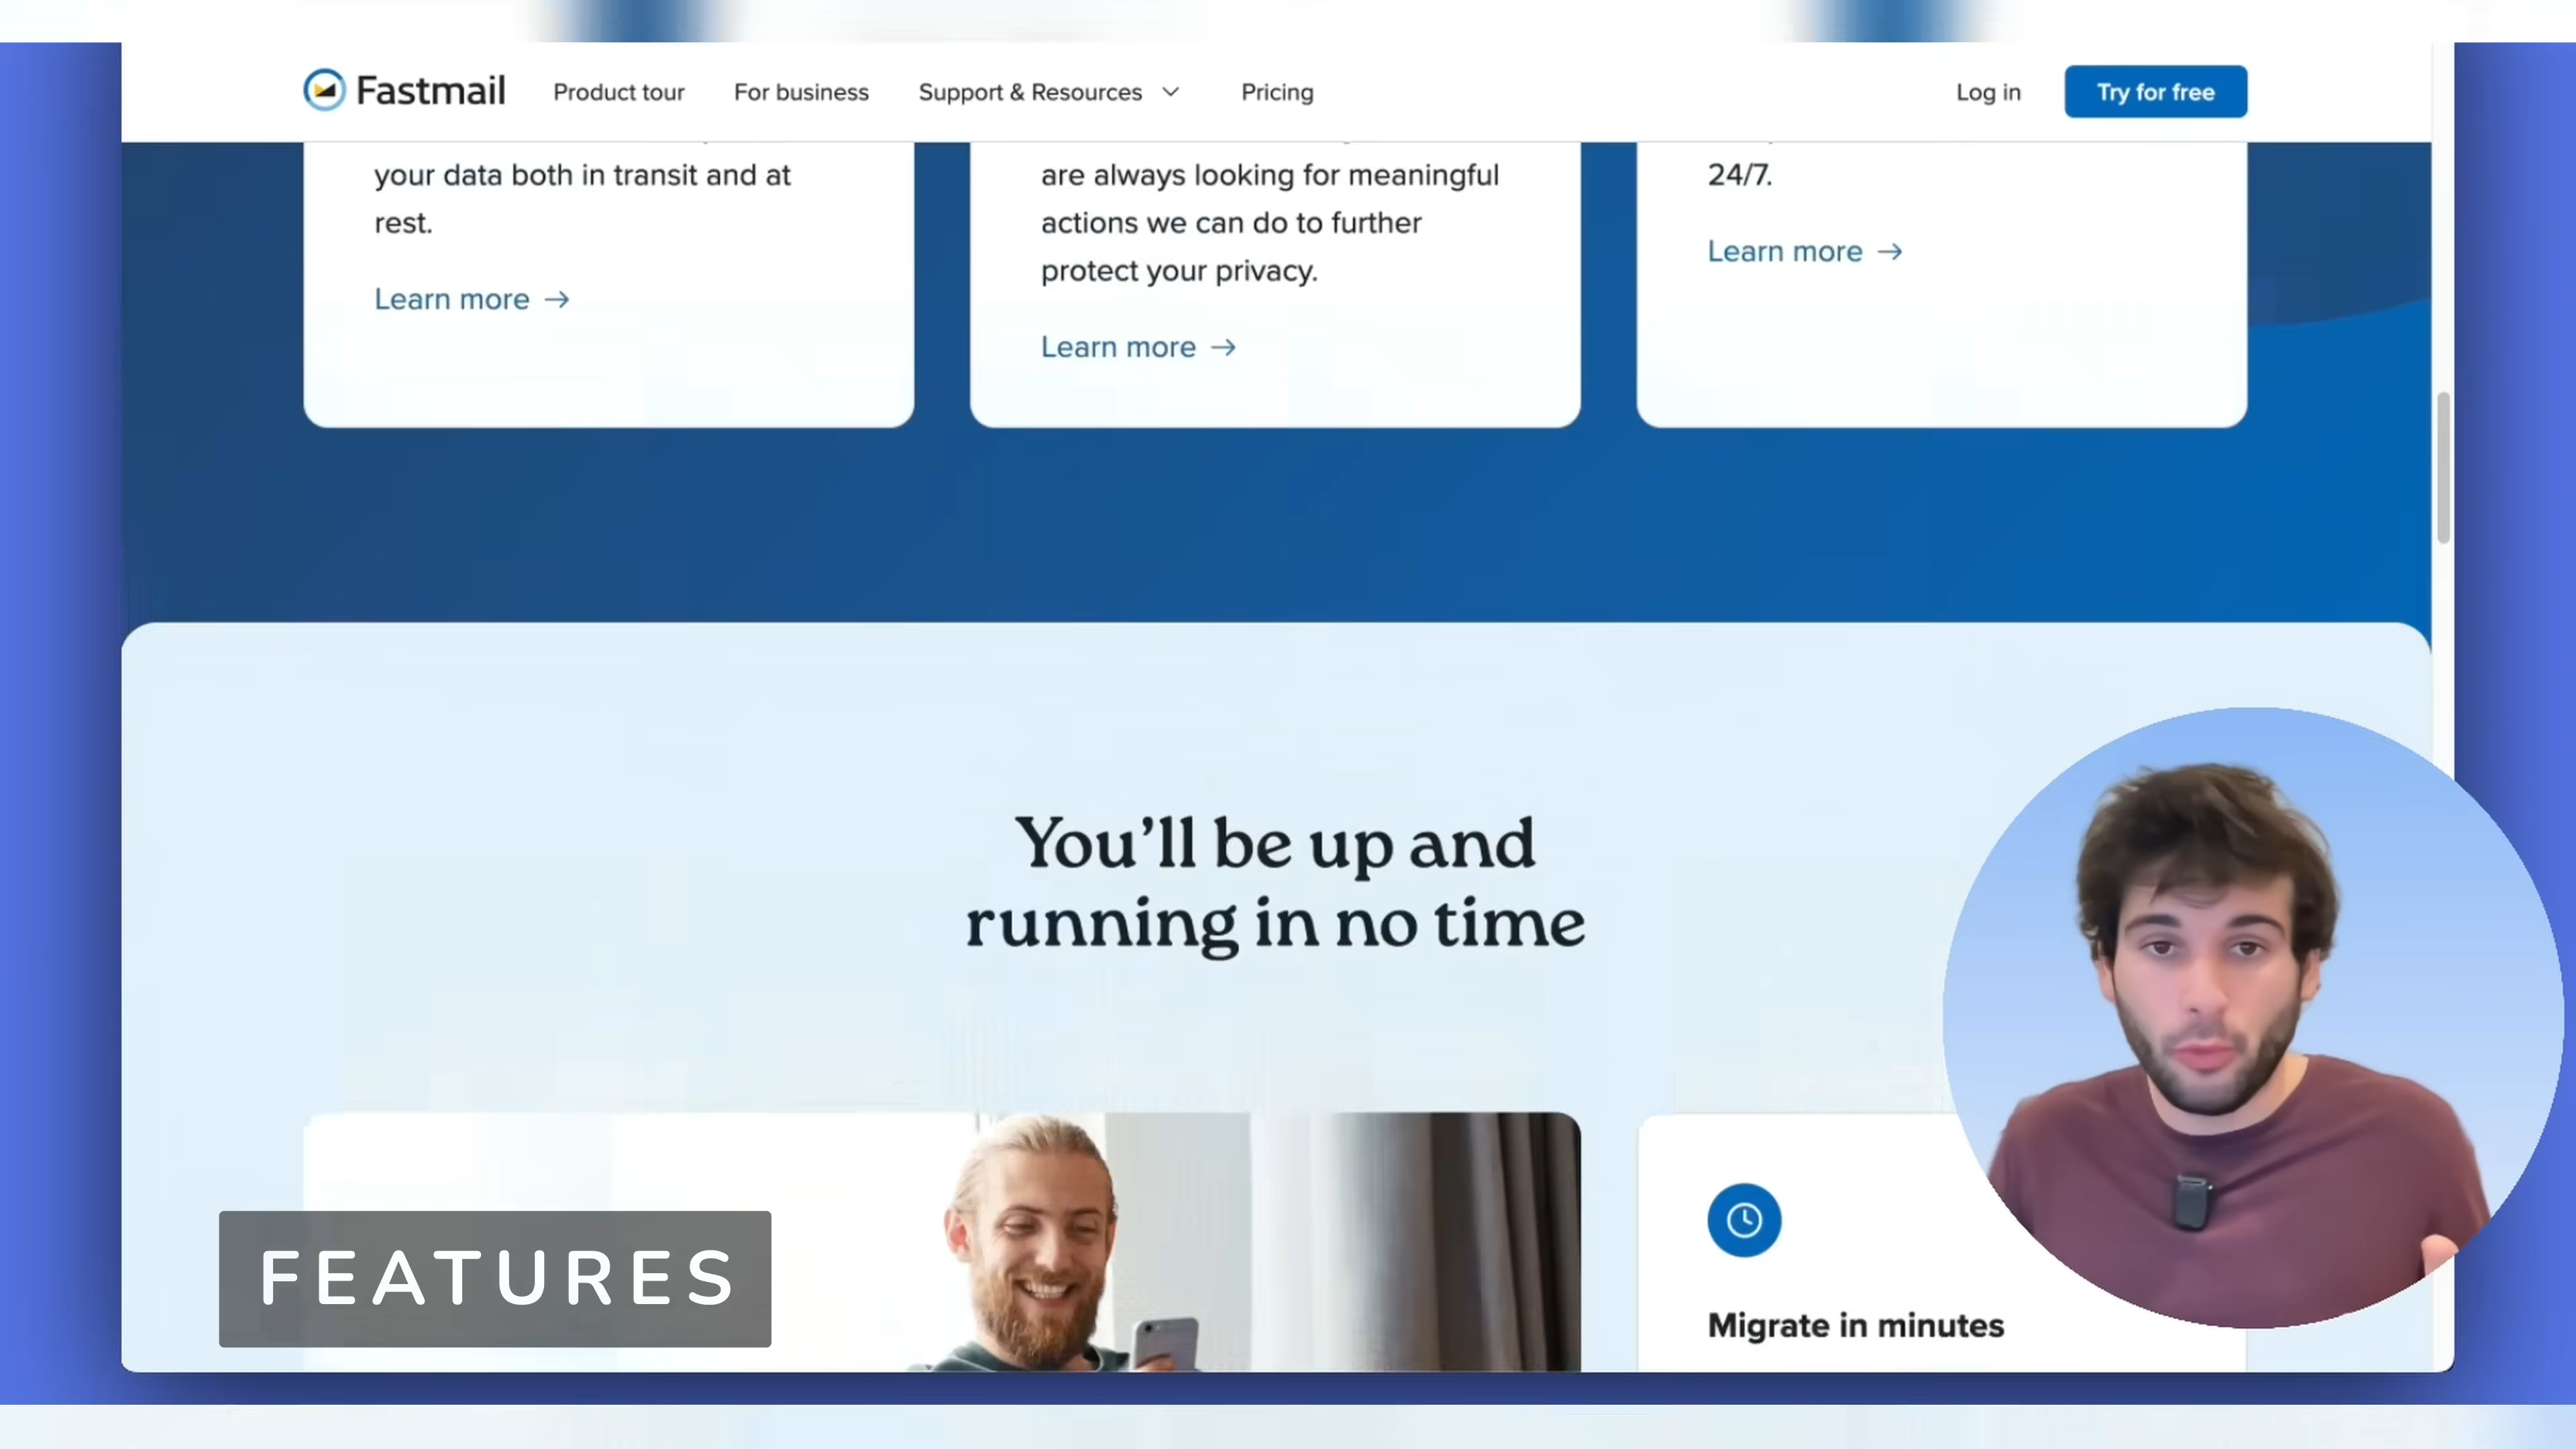 Fastmail
Product tour
For business
Support & Resources
Pricing
Log in
Try for free
your data both in transit and at
rest.
Learn more →
are always looking for meaningful
actions we can do to further
protect your privacy.
Learn more →
24/7.
Learn more →
You’ll be up and
running in no time
FEATURES
Migrate in minutes